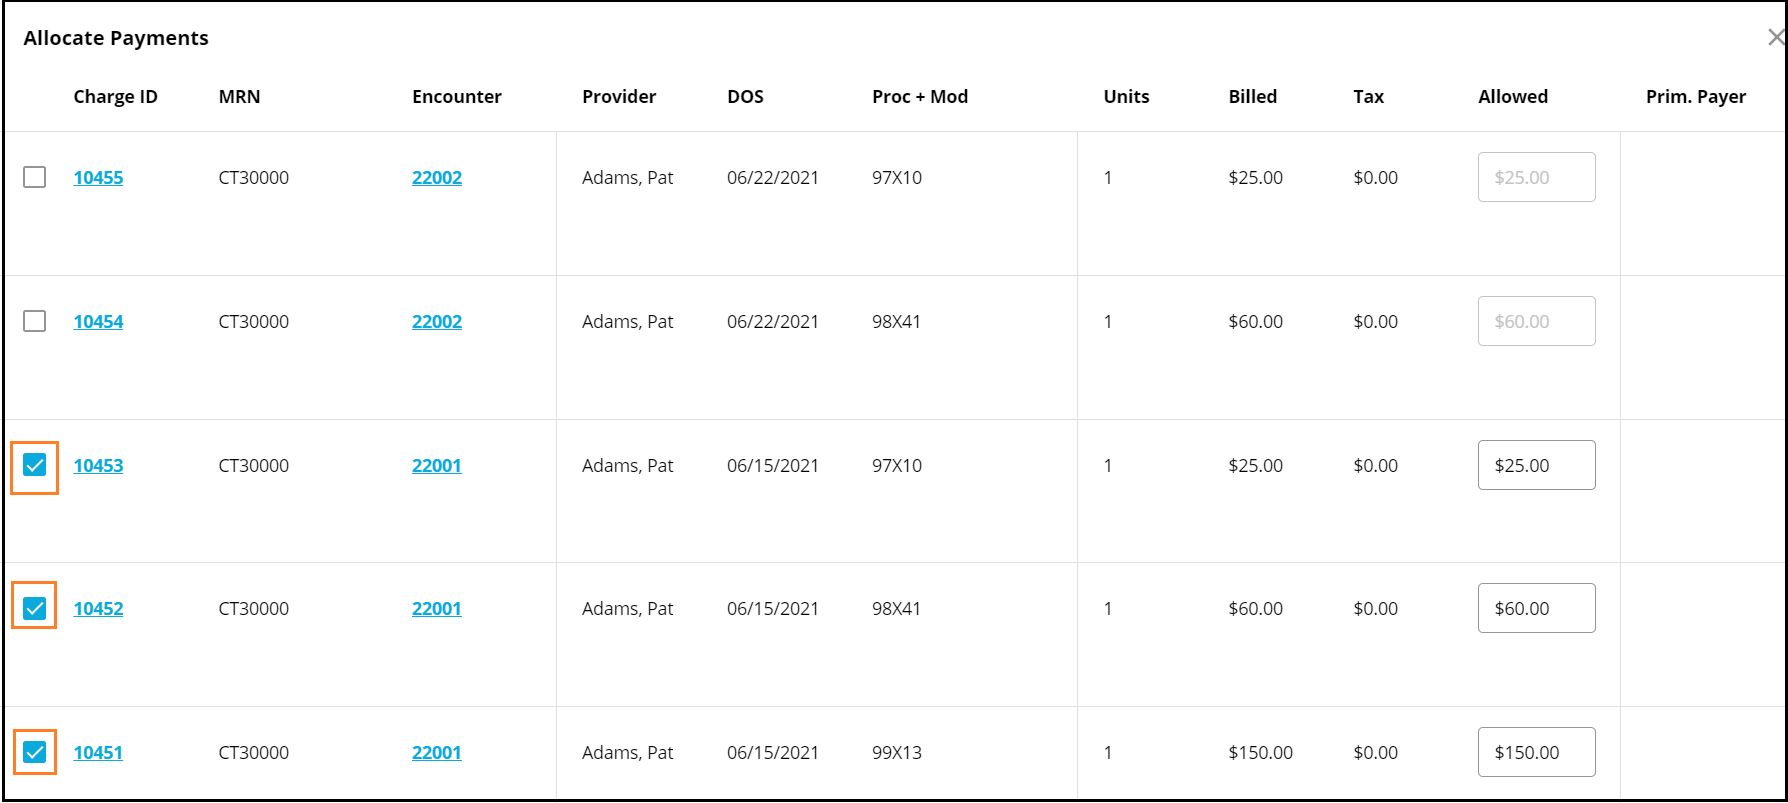 Allocate Payments
Charge ID MRN Encounter Provider DOS Proc + Mod Units Billed Tax Allowed Prim. Payer
10455 CT30000 22002 Adams, Pat 06/22/2021 97X10 1 $25.00 $0.00 $25.00
10454 CT30000 22002 Adams, Pat 06/22/2021 98X41 1 $60.00 $0.00 $60.00
10453 CT30000 22001 Adams, Pat 06/15/2021 97X10 1 $25.00 $0.00 $25.00
10452 CT30000 22001 Adams, Pat 06/15/2021 98X41 1 $60.00 $0.00 $60.00
10451 CT30000 22001 Adams, Pat 06/15/2021 99X13 1 $150.00 $0.00 $150.00